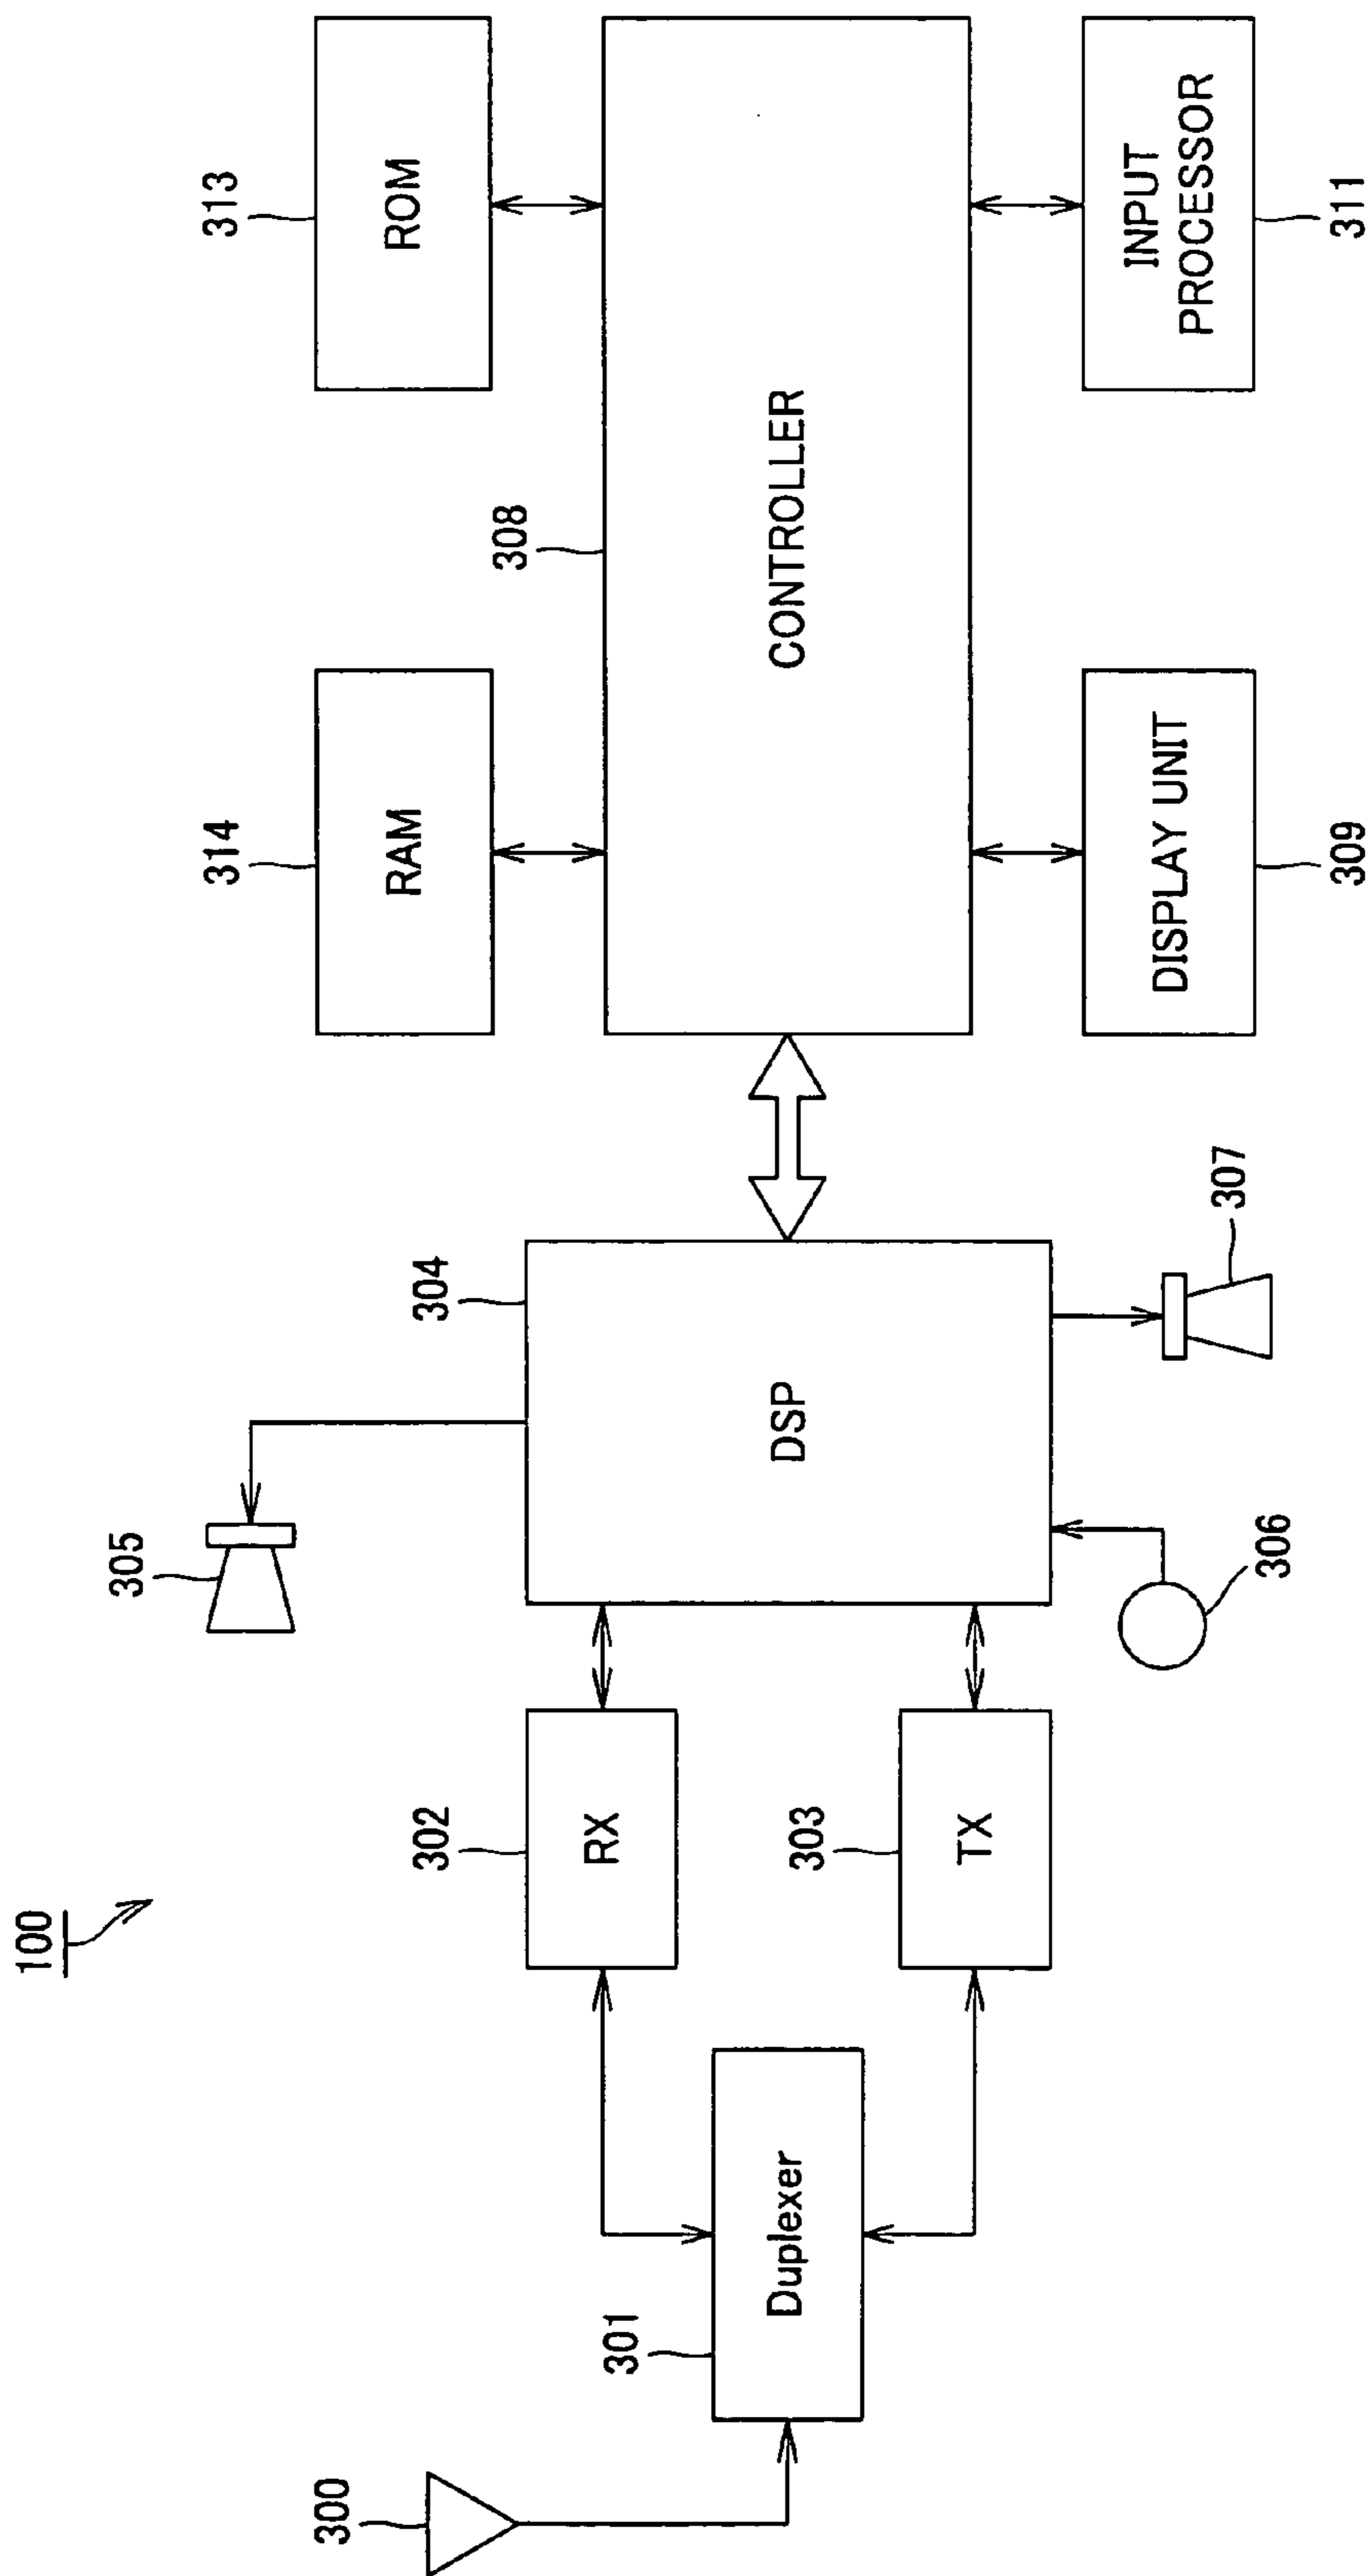 100
300
301
Duplexer
302
RX
303
TX
304
DSP
305
306
307
308
CONTROLLER
314
RAM
313
ROM
DISPLAY UNIT
309
INPUT
PROCESSOR
311